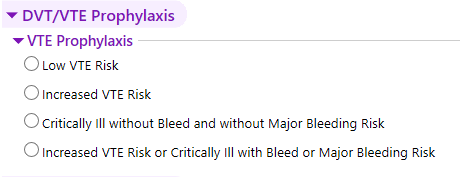 DVT/VTE Prophylaxis
VTE Prophylaxis
Low VTE Risk
Increased VTE Risk
Critically Ill without Bleed and without Major Bleeding Risk
Increased VTE Risk or Critically Ill with Bleed or Major Bleeding Risk